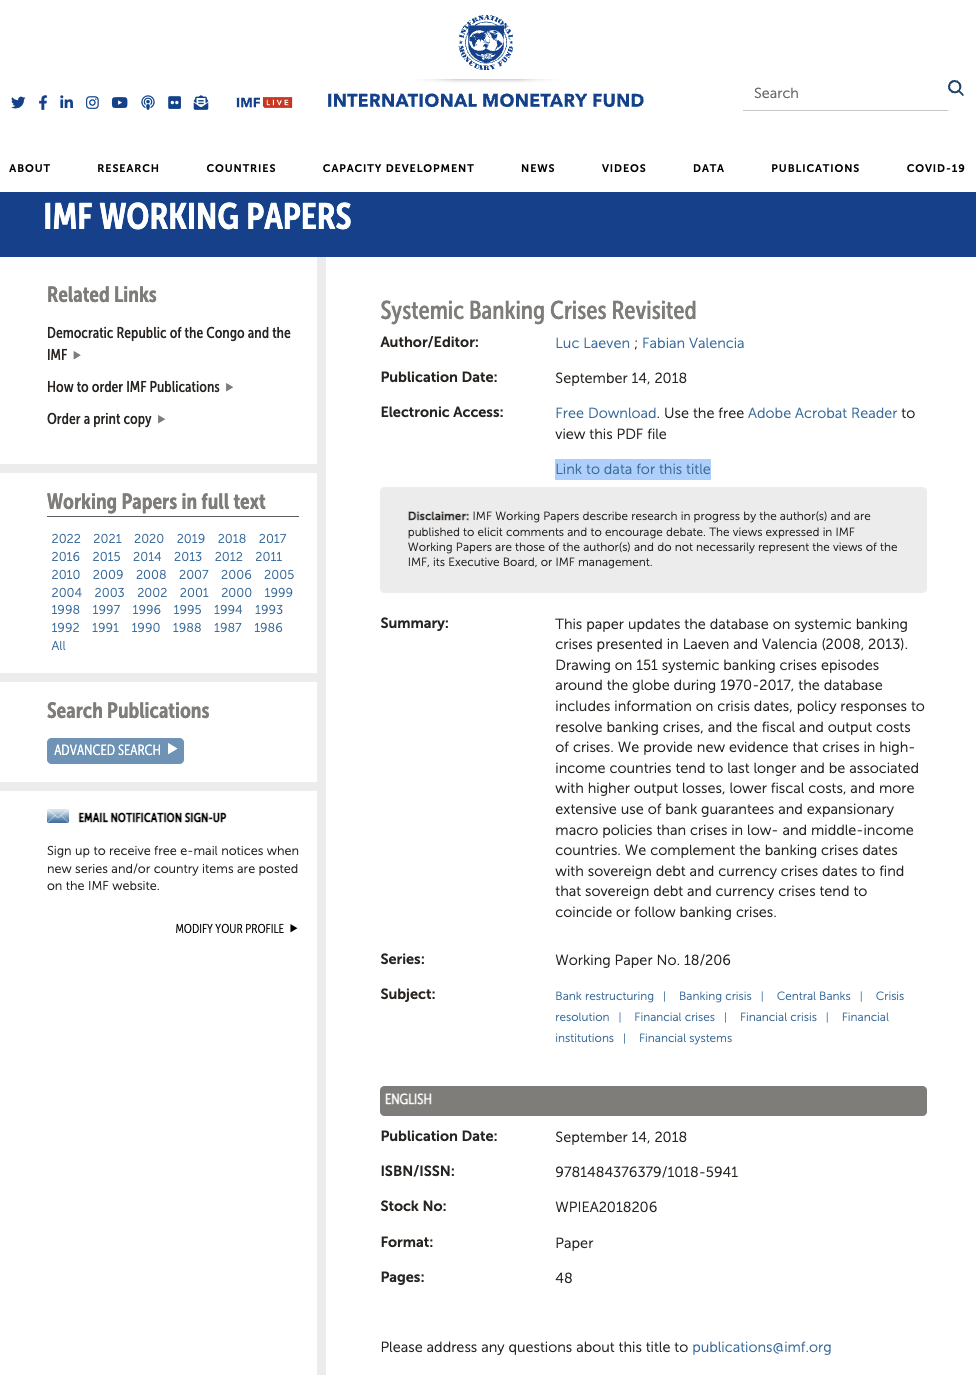 INTERNATIONAL MONETARY FUND
IMF LIVE
INTERNATIONAL MONETARY FUND
Search
ABOUT RESEARCH COUNTRIES CAPACITY DEVELOPMENT NEWS VIDEOS DATA PUBLICATIONS COVID-19
IMF WORKING PAPERS
Related Links
Democratic Republic of the Congo and the
IMF
How to order IMF Publications
Order a print copy
Working Papers in full text
2022 2021 2020 2019 2018 2017
2016 2015 2014 2013 2012 2011
2010 2009 2008 2007 2006 2005
2004 2003 2002 2001 2000 1999
1998 1997 1996 1995 1994 1993
1992 1991 1990 1988 1987 1986
All
Search Publications
ADVANCED SEARCH
EMAIL NOTIFICATION SIGN-UP
Sign up to receive free e-mail notices when
new series and/or country items are posted
on the IMF website.
MODIFY YOUR PROFILE
Systemic Banking Crises Revisited
Author/Editor: Luc Laeven ; Fabian Valencia
Publication Date: September 14, 2018
Electronic Access: Free Download. Use the free Adobe Acrobat Reader to
view this PDF file
Link to data for this title
Disclaimer: IMF Working Papers describe research in progress by the author(s) and are
published to elicit comments and to encourage debate. The views expressed in IMF
Working Papers are those of the author(s) and do not necessarily represent the views of the
IMF, its Executive Board, or IMF management.
Summary: This paper updates the database on systemic banking
crises presented in Laeven and Valencia (2008, 2013).
Drawing on 151 systemic banking crises episodes
around the globe during 1970-2017, the database
includes information on crisis dates, policy responses to
resolve banking crises, and the fiscal and output costs
of crises. We provide new evidence that crises in high-
income countries tend to last longer and be associated
with higher output losses, lower fiscal costs, and more
extensive use of bank guarantees and expansionary
macro policies than crises in low- and middle-income
countries. We complement the banking crises dates
with sovereign debt and currency crises dates to find
that sovereign debt and currency crises tend to
coincide or follow banking crises.
Series: Working Paper No. 18/206
Subject: Bank restructuring | Banking crisis | Central Banks | Crisis
resolution | Financial crises | Financial crisis | Financial
institutions | Financial systems
ENGLISH
Publication Date: September 14, 2018
ISBN/ISSN: 9781484376379/1018-5941
Stock No: WPIEA2018206
Format: Paper
Pages: 48
Please address any questions about this title to publications@imf.org